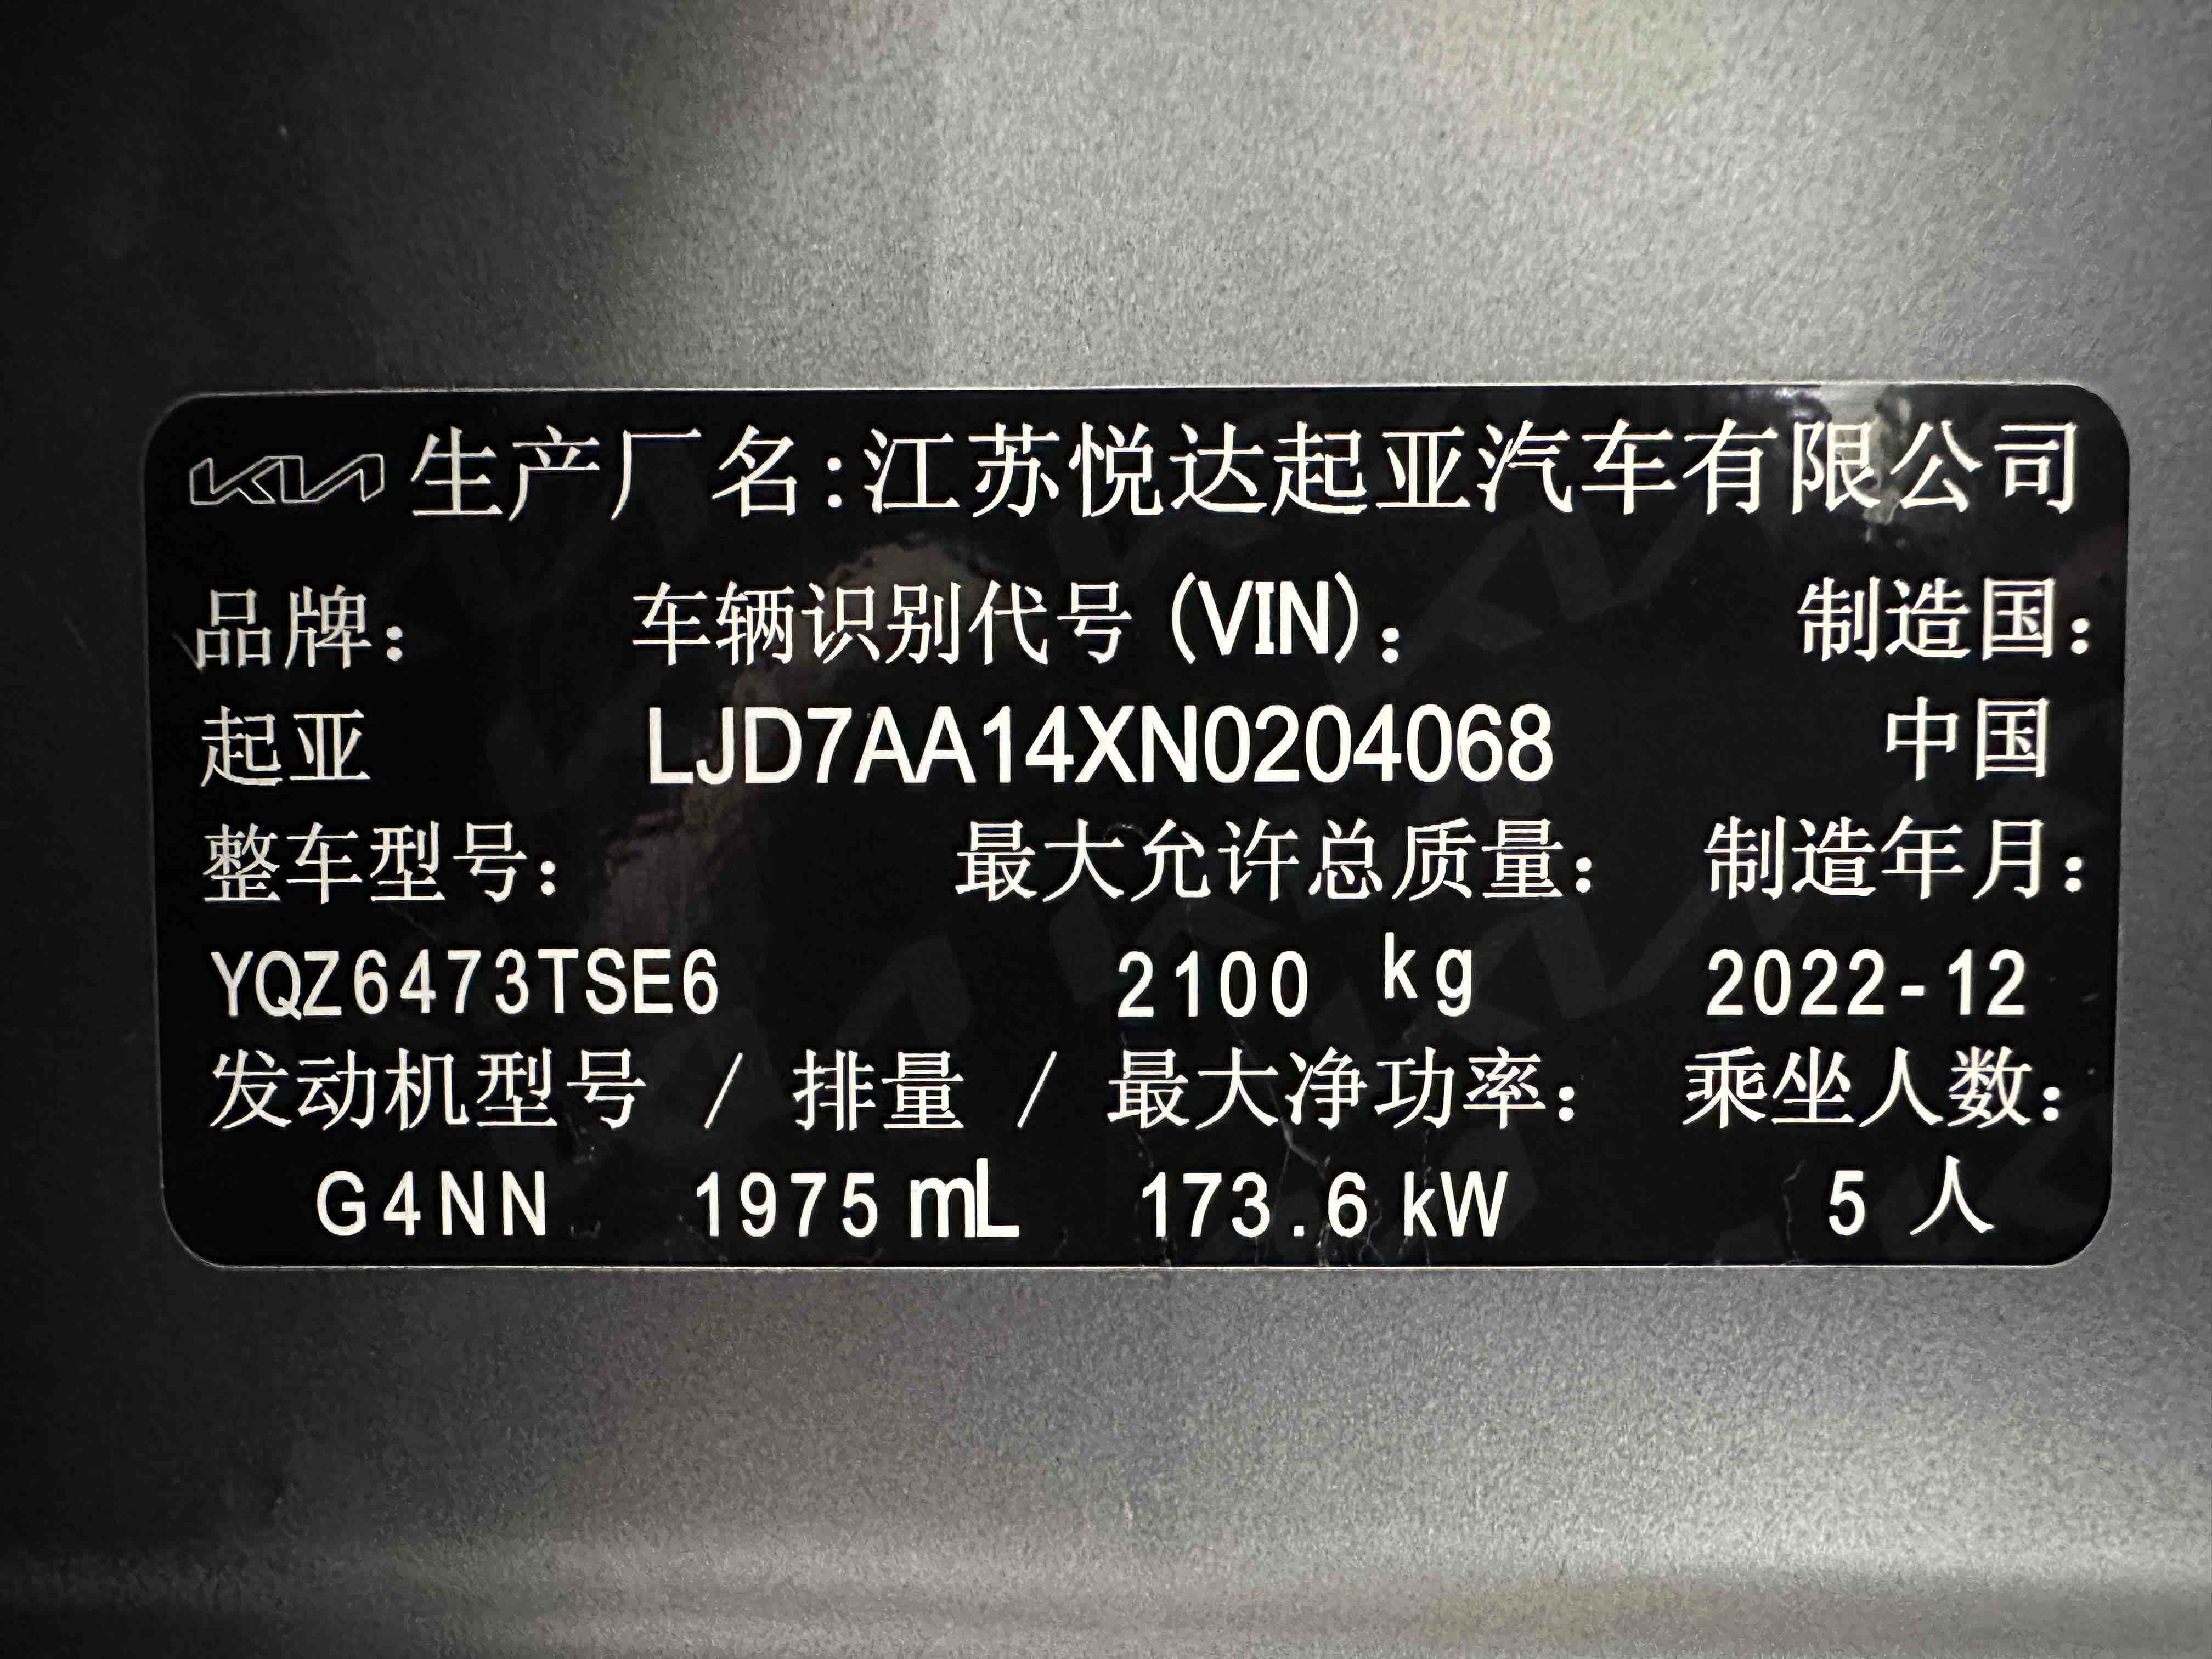 KIA 生产厂名:江苏悦达起亚汽车有限公司
品牌: 车辆识别代号(VIN): 制造国:
起亚 LJD7AA14XN0204068 中国
整车型号: 最大允许总质量: 制造年月:
YQZ6473TSE6 2100 kg 2022-12
发动机型号 / 排量 / 最大净功率: 乘坐人数:
G4NN 1975 mL 173.6 kW 5 人